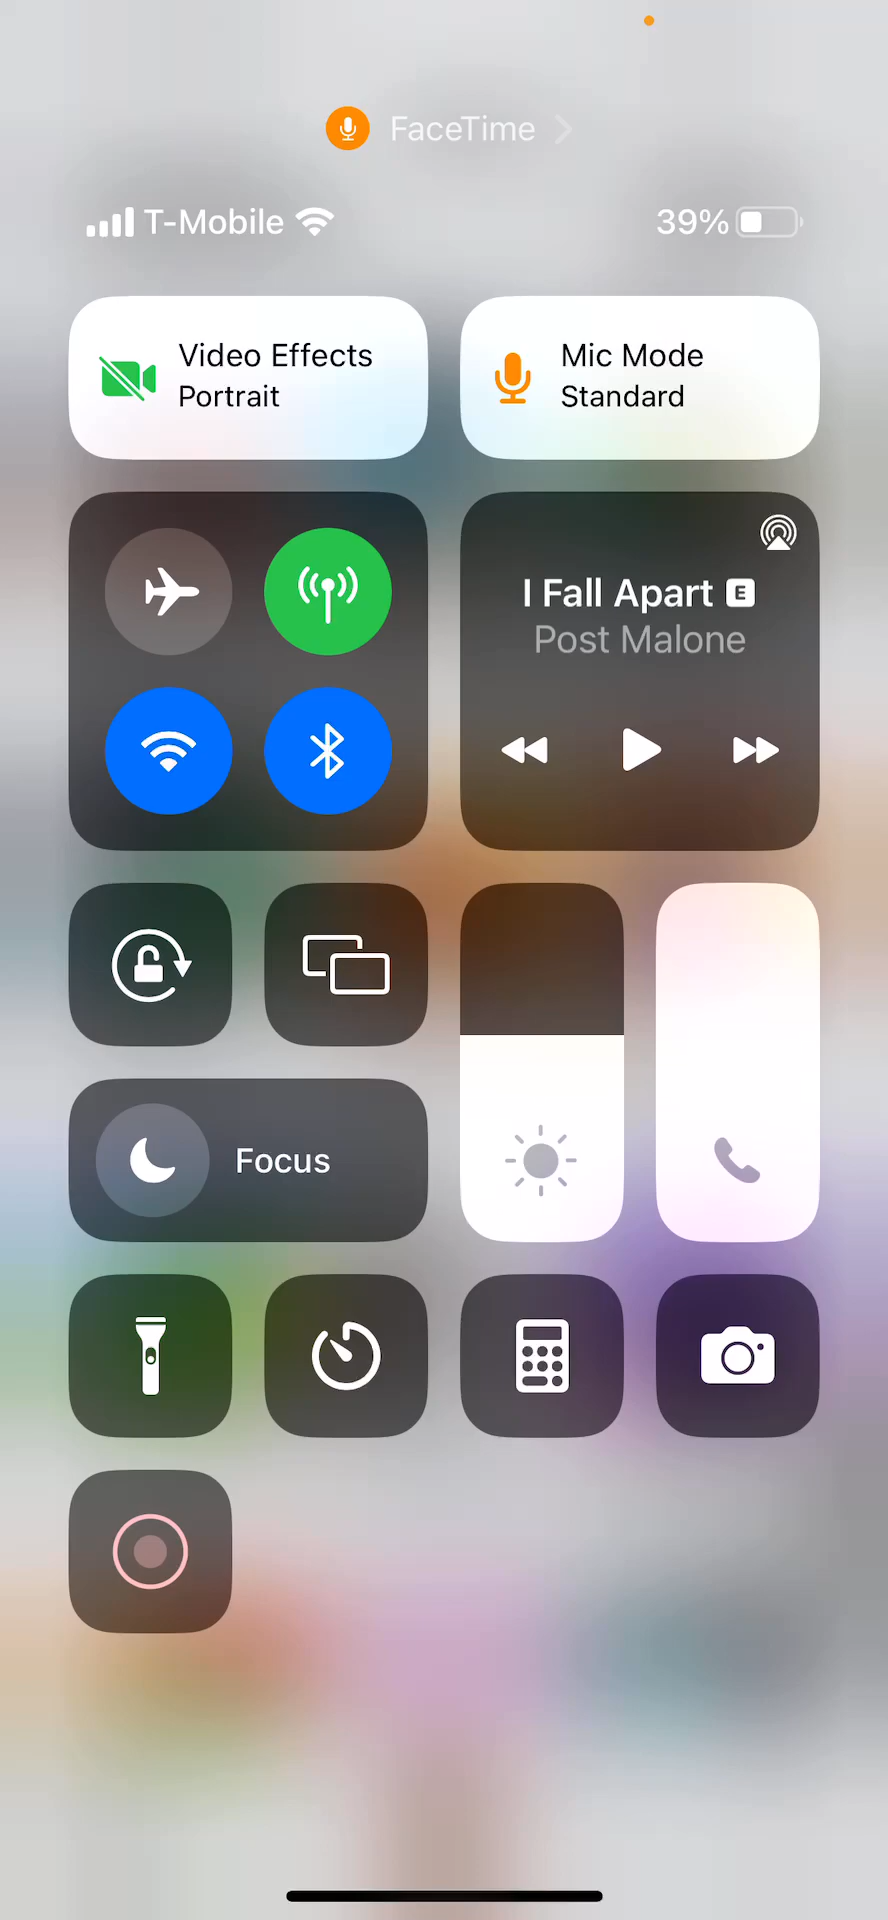 FaceTime
T-Mobile
39%
Video Effects
Portrait
Mic Mode
Standard
I Fall Apart E
Post Malone
Focus